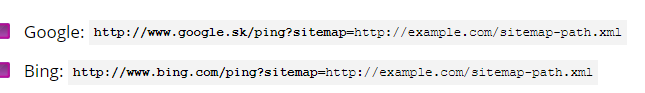 Google: http://www.google.sk/ping?sitemap=http://example.com/sitemap-path.xml
Bing: http://www.bing.com/ping?sitemap=http://example.com/sitemap-path.xml